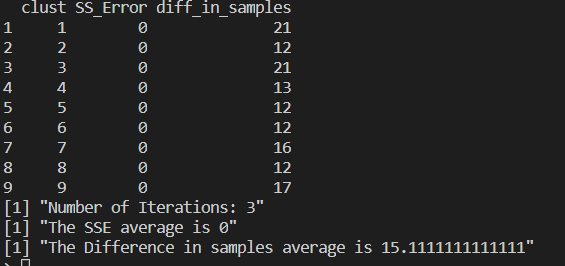 clust SS_Error diff_in_samples
1 1 0 21
2 2 0 12
3 3 0 21
4 4 0 13
5 5 0 12
6 6 0 12
7 7 0 16
8 8 0 12
9 9 0 17
[1] "Number of Iterations: 3"
[1] "The SSE average is 0"
[1] "The Difference in samples average is 15.1111111111111"
>